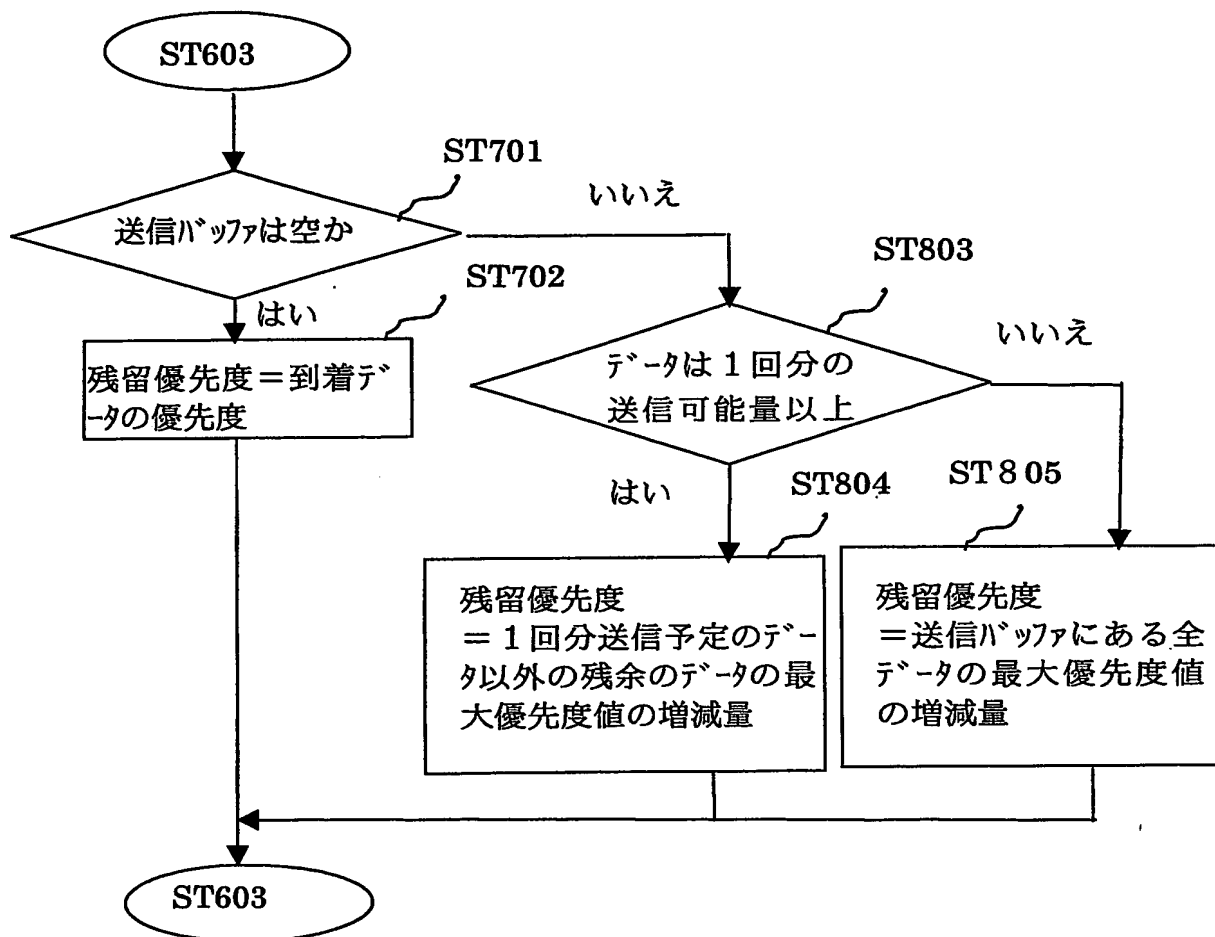 ST603
ST701
いいえ
送信ﾊﾞｯﾌｧは空か
ST702
ST803
はい
いいえ
残留優先度＝到着ﾃﾞ
ｰﾀの優先度
ﾃﾞｰﾀは１回分の
送信可能量以上
はい
ST804
ST８05
残留優先度
＝１回分送信予定のﾃﾞｰ
ﾀ以外の残余のﾃﾞｰﾀの最
大優先度値の増減量
残留優先度
＝送信ﾊﾞｯﾌｧにある全
ﾃﾞｰﾀの最大優先度値
の増減量
ST603